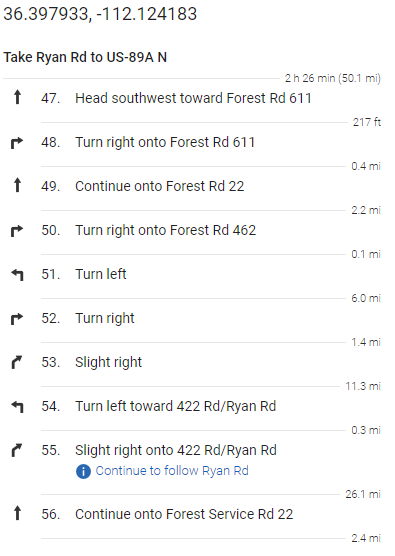 36.397933, -112.124183
Take Ryan Rd to US-89A N
2 h 26 min (50.1 mi)
47. Head southwest toward Forest Rd 611
217 ft
48. Turn right onto Forest Rd 611
0.4 mi
49. Continue onto Forest Rd 22
2.2 mi
50. Turn right onto Forest Rd 462
0.1 mi
51. Turn left
6.0 mi
52. Turn right
1.4 mi
53. Slight right
11.3 mi
54. Turn left toward 422 Rd/Ryan Rd
0.3 mi
55. Slight right onto 422 Rd/Ryan Rd
i Continue to follow Ryan Rd
26.1 mi
56. Continue onto Forest Service Rd 22
2.4 mi